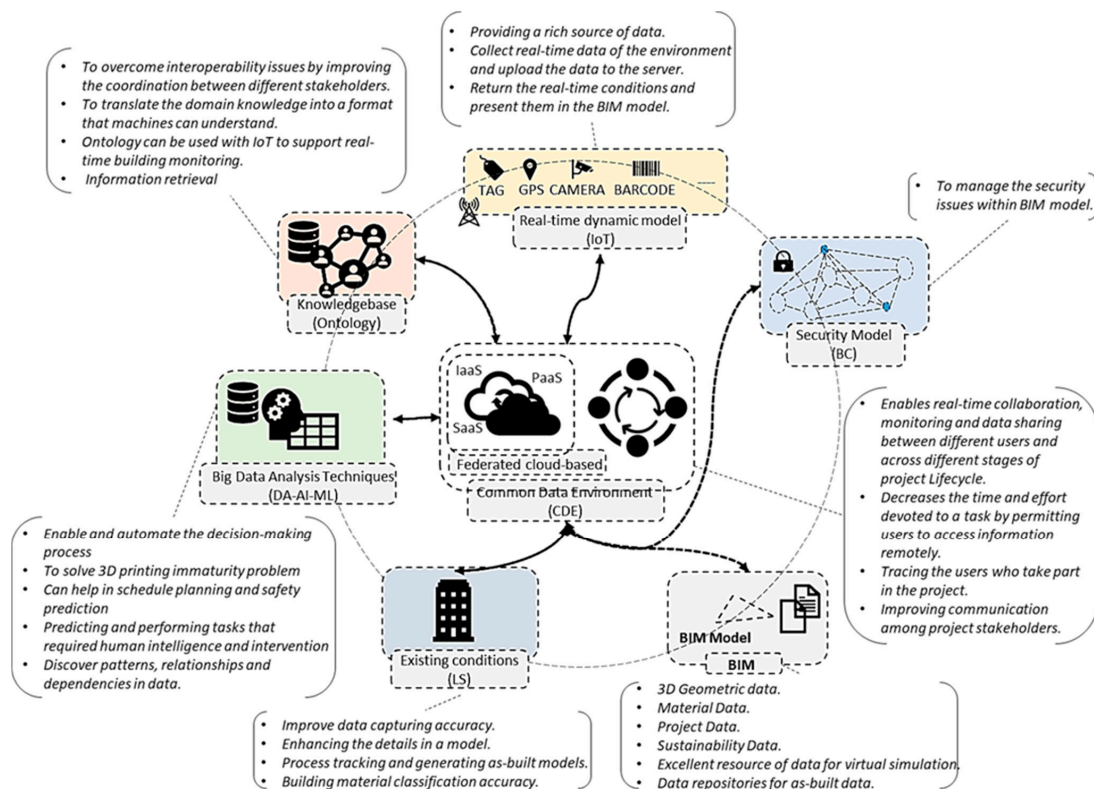 • Providing a rich source of data.
• Collect real-time data of the environment
and upload the data to the server.
• Return the real-time conditions and
present them in the BIM model.
• To overcome interoperability issues by improving
the coordination between different stakeholders.
• To translate the domain knowledge into a format
that machines can understand.
• Ontology can be used with IoT to support real-
time building monitoring.
• Information retrieval
TAG GPS CAMERA BARCODE
Real-time dynamic model
(IoT)
• To manage the security
issues within BIM model.
Knowledgebase
(Ontology)
Security Model
(BC)
IaaS
PaaS
SaaS
Federated cloud-based
Common Data Environment
(CDE)
Big Data Analysis Techniques
(DA-AI-ML)
• Enables real-time collaboration,
monitoring and data sharing
between different users and
across different stages of
project Lifecycle.
• Decreases the time and effort
devoted to a task by permitting
users to access information
remotely.
• Tracing the users who take part
in the project.
• Improving communication
among project stakeholders.
• Enable and automate the decision-making
process
• To solve 3D printing immaturity problem
• Can help in schedule planning and safety
prediction
• Predicting and performing tasks that
required human intelligence and intervention
• Discover patterns, relationships and
dependencies in data.
Existing conditions
(LS)
BIM Model
BIM
• Improve data capturing accuracy.
• Enhancing the details in a model.
• Process tracking and generating as-built models.
• Building material classification accuracy.
• 3D Geometric data.
• Material Data.
• Project Data.
• Sustainability Data.
• Excellent resource of data for virtual simulation.
• Data repositories for as-built data.